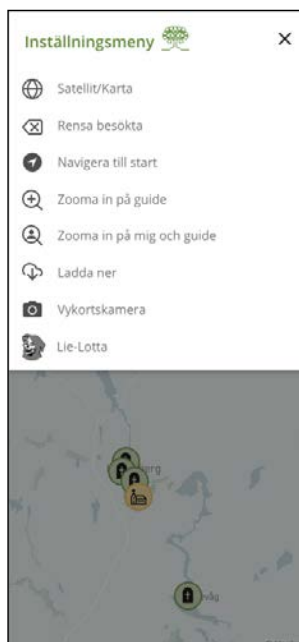 Inställningsmeny
Satellit/Karta
Rensa besökta
Navigera till start
Zooma in på guide
Zooma in på mig och guide
Ladda ner
Vykortskamera
Lie-Lotta